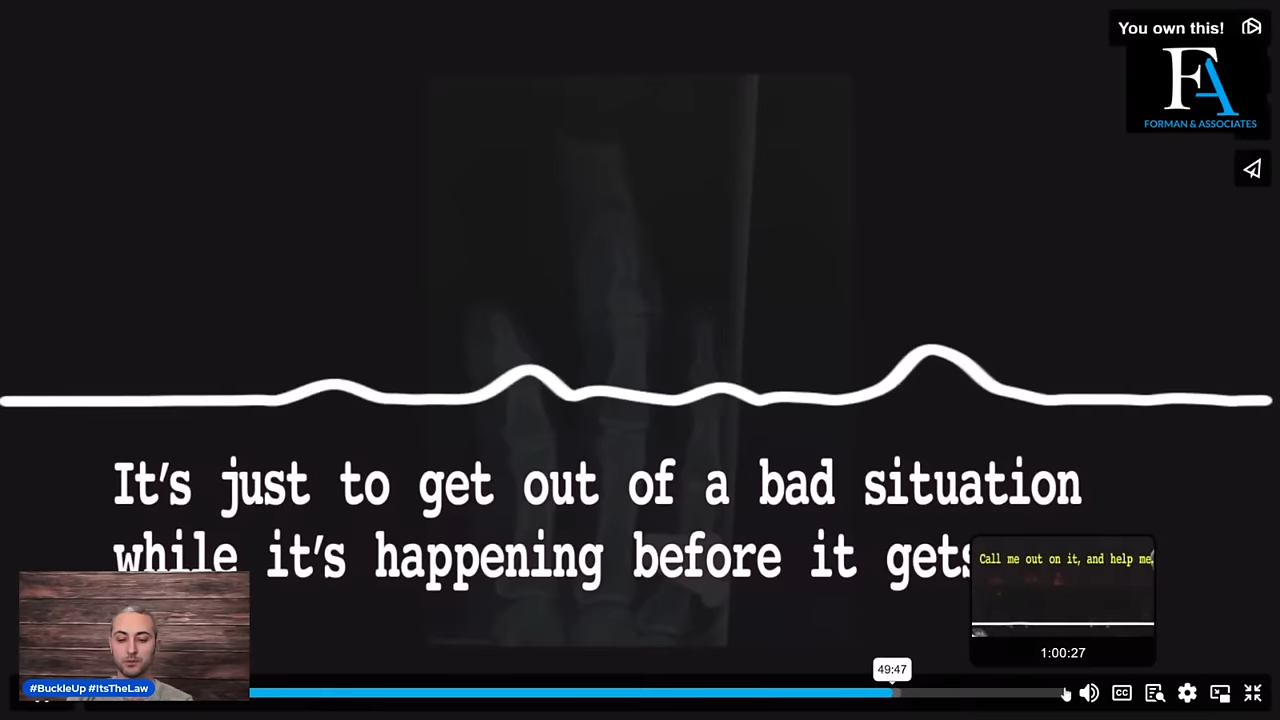 You own this!
FA
FORMAN & ASSOCIATES
It's just to get out of a bad situation
while it's happening before it gets
Call me out on it, and help me,
1:00:27
49:47
#BuckleUp #ItsTheLaw
CC